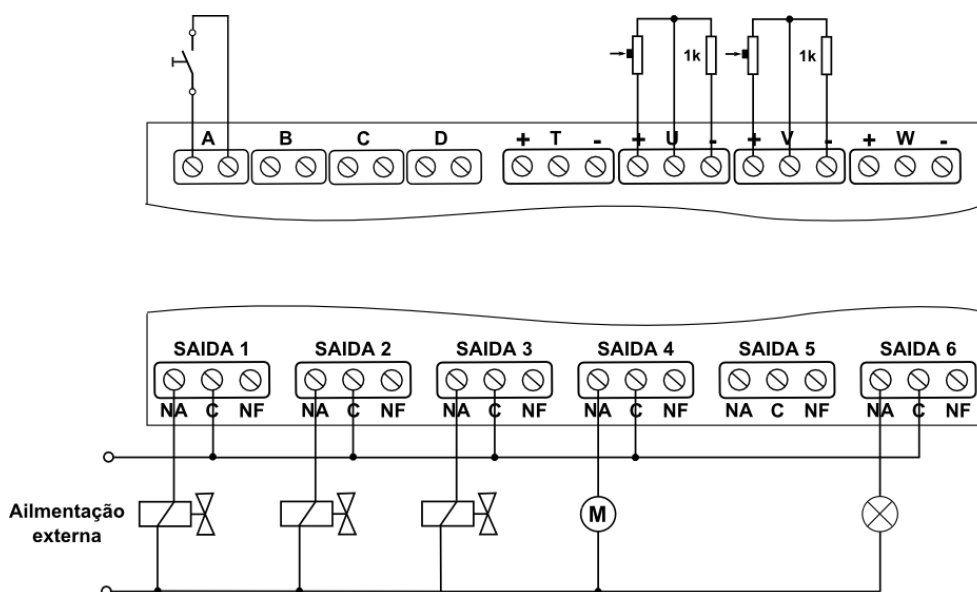 1k 1k
A B C D + T - + U - + V - + W -
SAIDA 1 SAIDA 2 SAIDA 3 SAIDA 4 SAIDA 5 SAIDA 6
NA C NF NA C NF NA C NF NA C NF NA C NF NA C NF
Ailmentação
externa
M